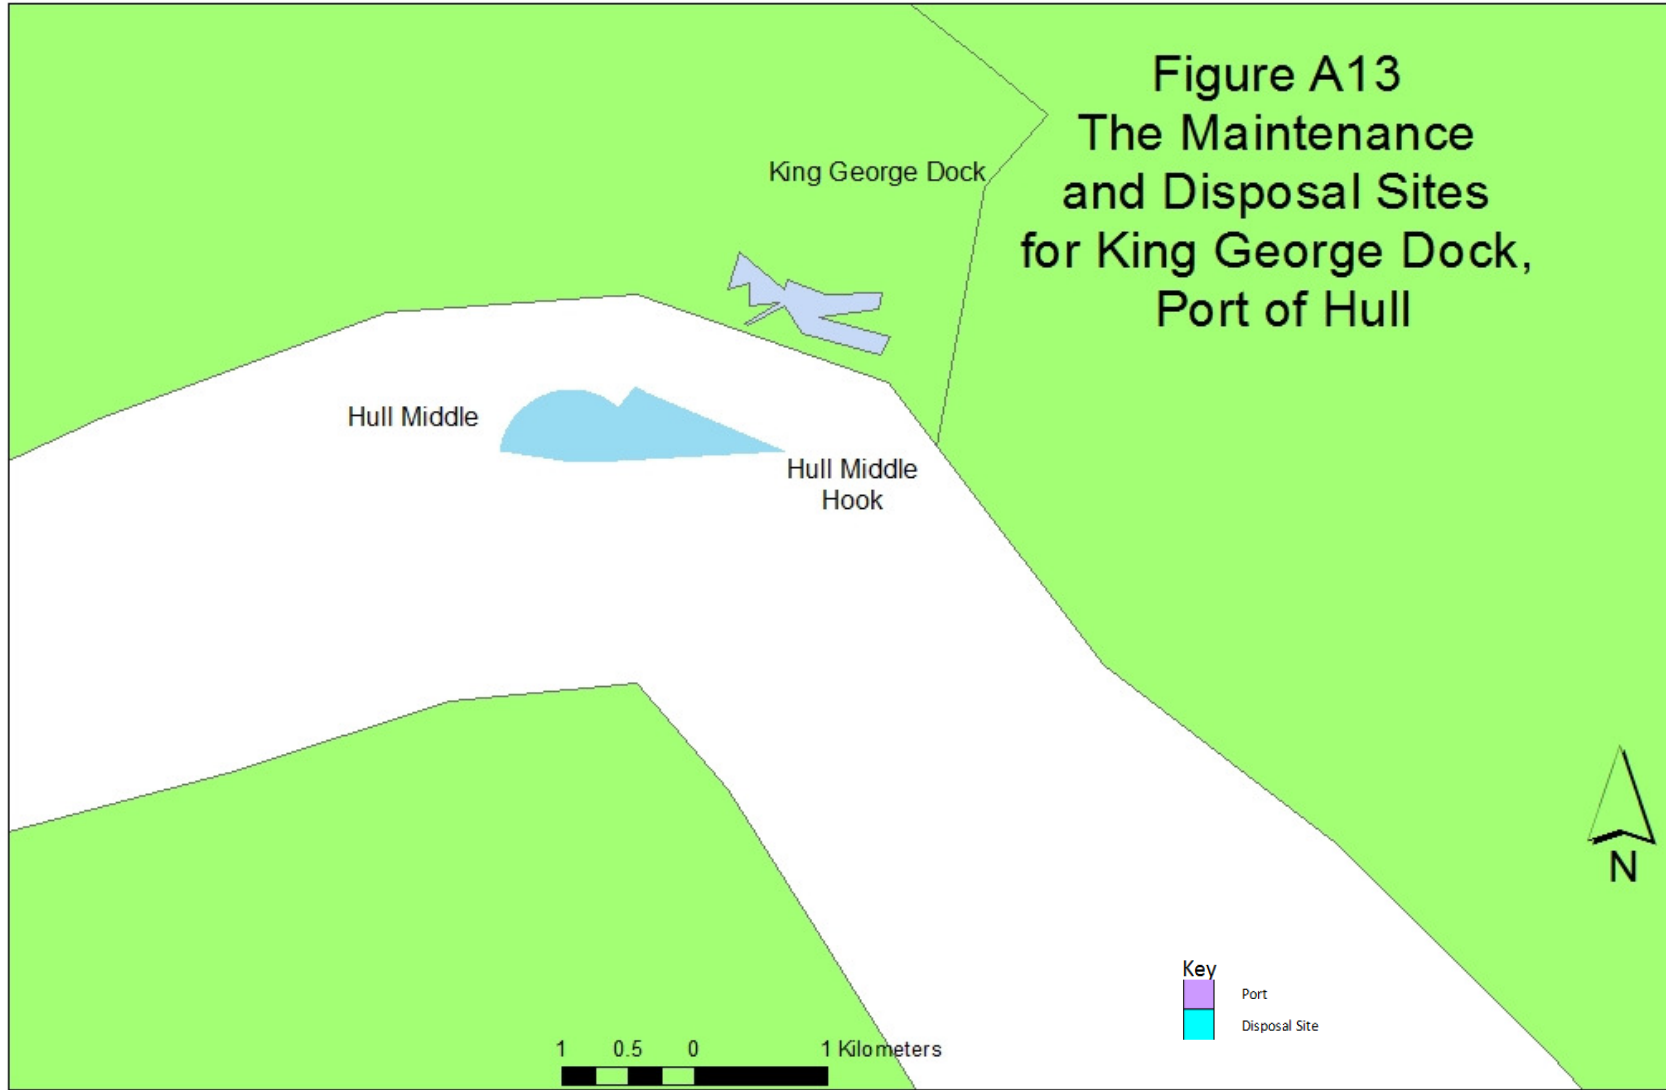 Figure A13
The Maintenance
and Disposal Sites
for King George Dock,
Port of Hull
King George Dock
Hull Middle
Hull Middle
Hook
N
Key
Port
Disposal Site
1 0.5 0 1 Kilometers